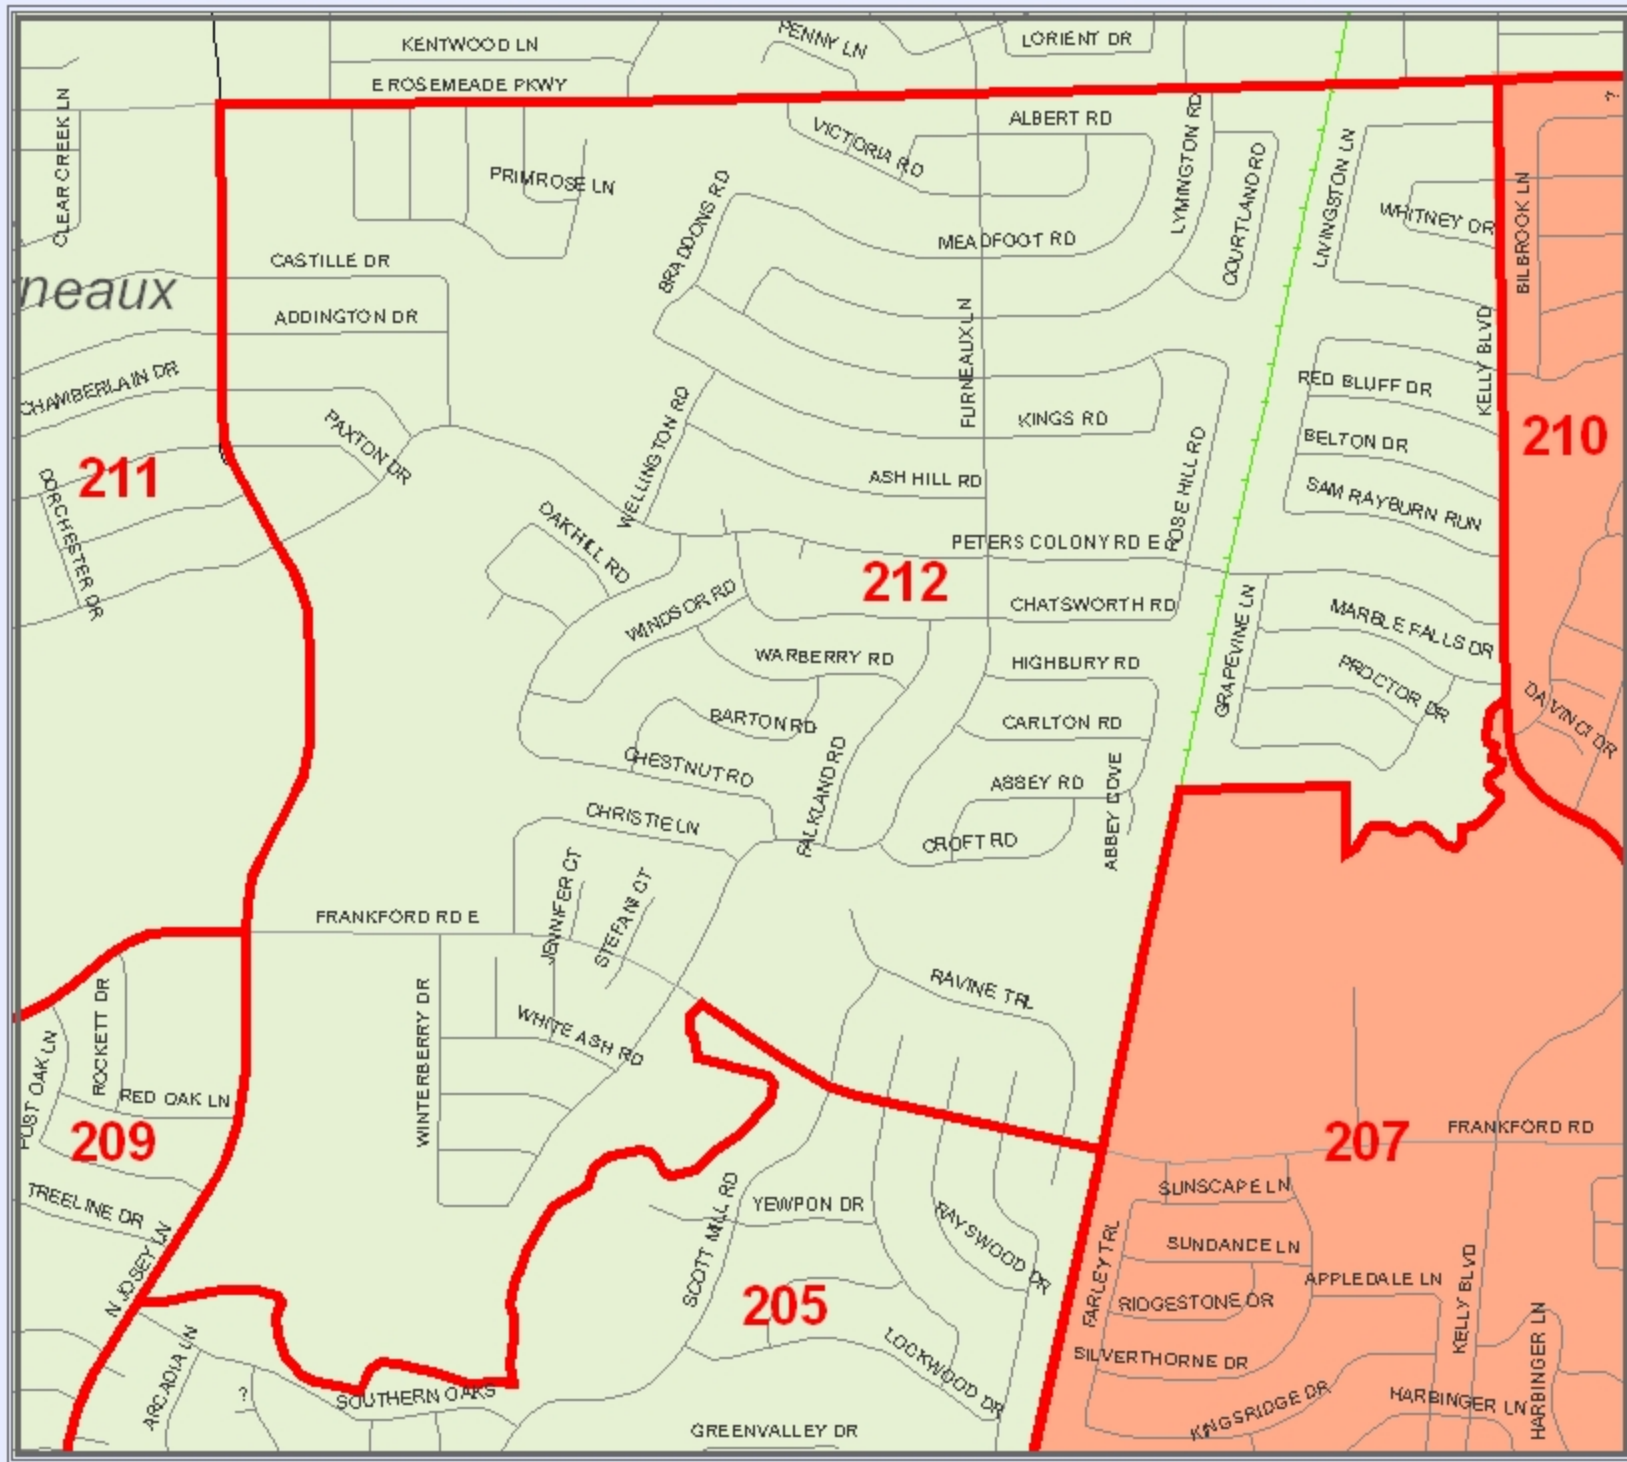 KENTWOOD LN
PENNY LN
LORIENT DR
E ROSEMEADE PKWY
CLEAR CREEK LN
ALBERT RD
VICTORIA RD
LYMINGTON RD
?
PRIMROSE LN
COURTLAND RD
LIVINGSTON LN
BILBROOK LN
BRADDONS RD
WHITNEY DR
MEADFOOT RD
CASTILLE DR
neaux
ADDINGTON DR
FURNEAUX LN
KELLY BLVD
CHAMBERLAIN DR
RED BLUFF DR
KINGS RD
PAXTON DR
WELLINGTON RD
210
BELTON DR
211
ROSE HILL RD
ASH HILL RD
SAM RAYBURN RUN
DORCHESTER DR
OAKHILL RD
PETERS COLONY RD E
212
WINDSOR RD
CHATSWORTH RD
MARBLE FALLS DR
GRAPEVINE LN
WARBERRY RD
HIGHBURY RD
PROCTOR DR
BARTON RD
CARLTON RD
DA VINCI DR
CHESTNUT RD
FALKLAND RD
ASSEY RD
ABBEY COVE
CHRISTIE LN
CROFT RD
JENNIFER CT
STEFANI CT
FRANKFORD RD E
RAVINE TRL
ROCKETT DR
WINTERBERRY DR
WHITE ASH RD
POST OAK LN
RED OAK LN
209
207
FRANKFORD RD
SUNSCAPE LN
TREELINE DR
YEWPON DR
SCOTT MILL RD
RAYSWOOD DR
SUNDANCE LN
N JOSEY LN
FARLEY TRL
APPLEDALE LN
205
RIDGESTONE DR
KELLY BLVD
SILVERTHORNE DR
LOCKWOOD DR
HARBINGER LN
ARCADIA LN
?
SOUTHERN OAKS
KINGSRIDGE DR
HARBINGER LN
GREENVALLEY DR